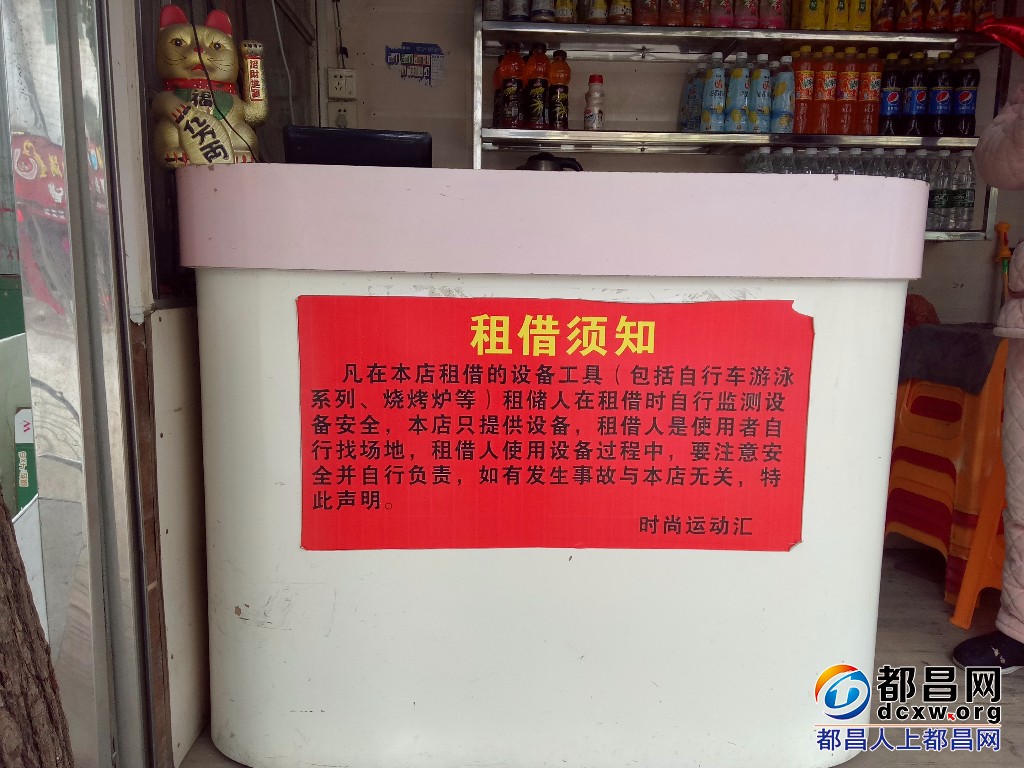 招财进宝
福
租借须知
凡在本店租借的设备工具（包括自行车游泳
系列、烧烤炉等）租储人在租借时自行监测设
备安全，本店只提供设备，租借人是使用者自
行找场地，租借人使用设备过程中，要注意安
全并自行负责，如有发生事故与本店无关，特
此声明。
时尚运动汇
都昌网
dcxw.org
都昌人上都昌网